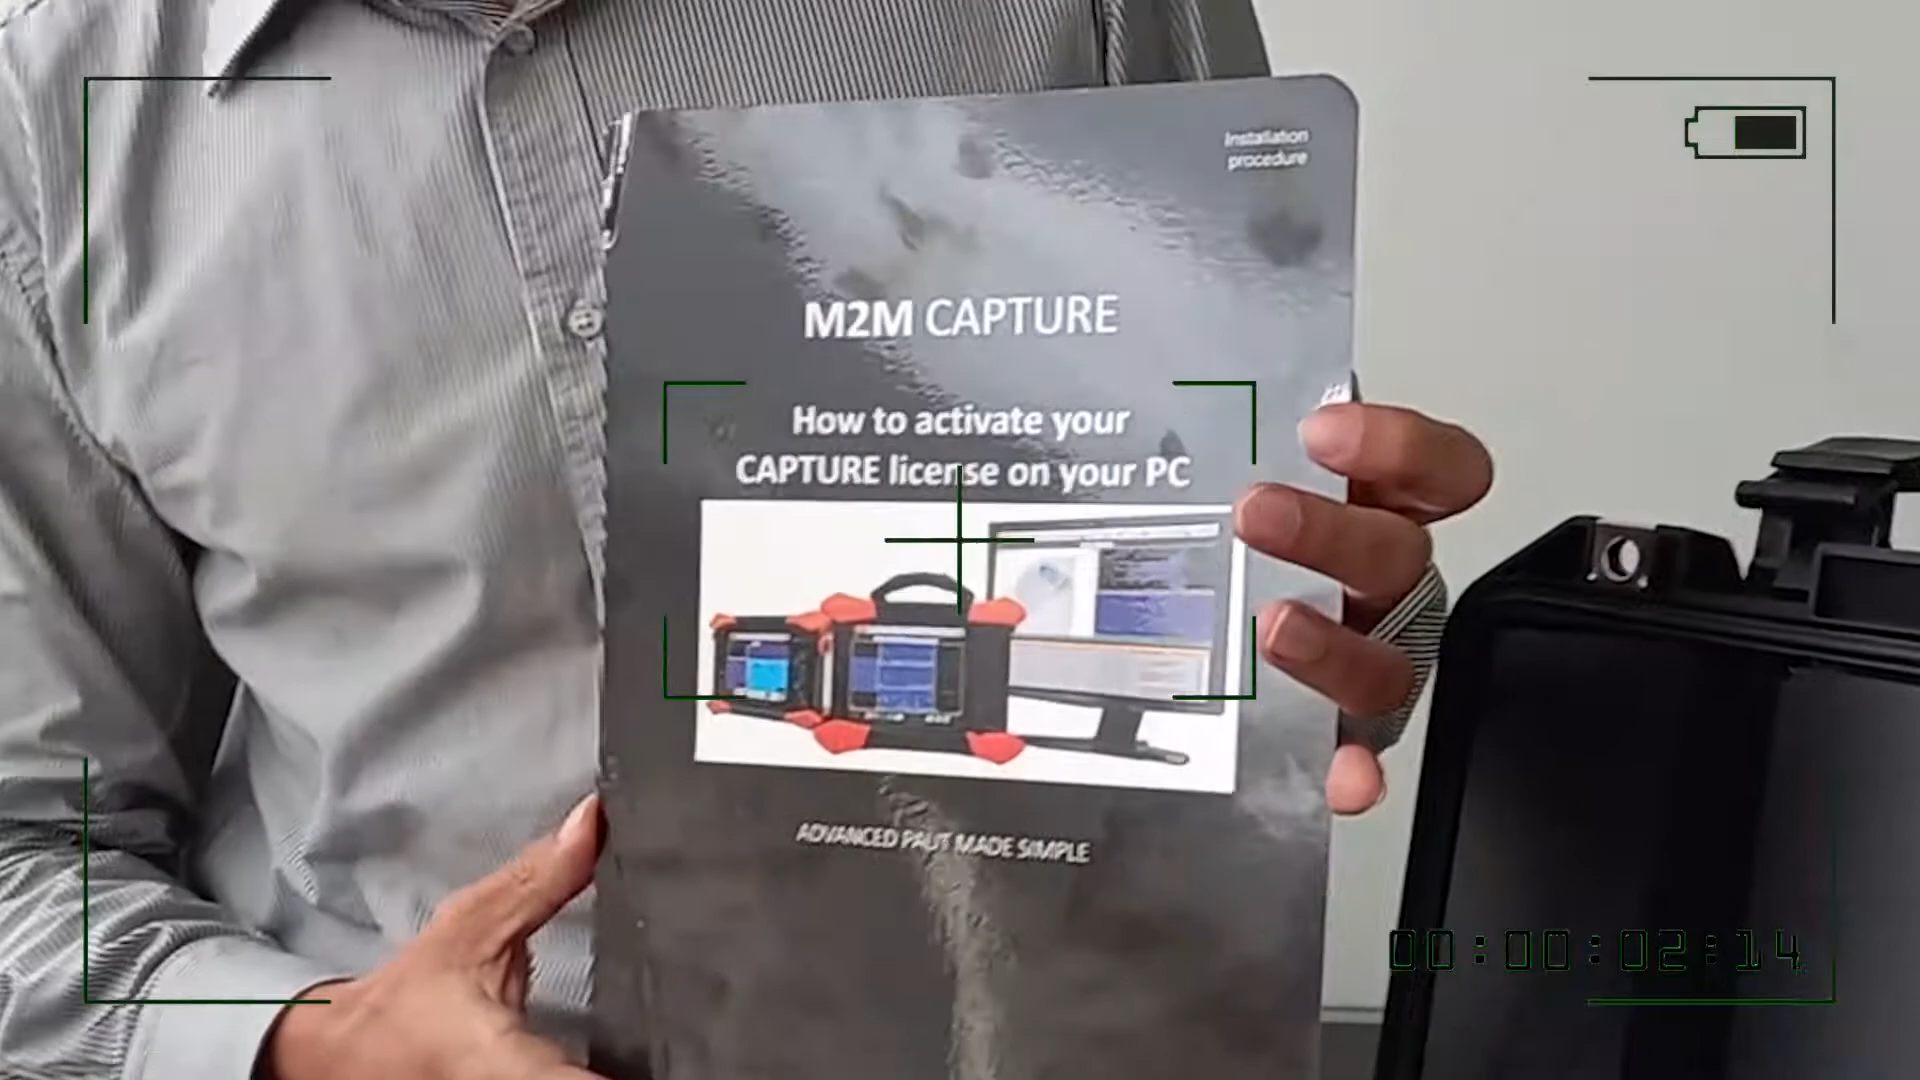 Installation
procedure
M2M CAPTURE
How to activate your
CAPTURE license on your PC
ADVANCED PAUT MADE SIMPLE
00:00:02:14